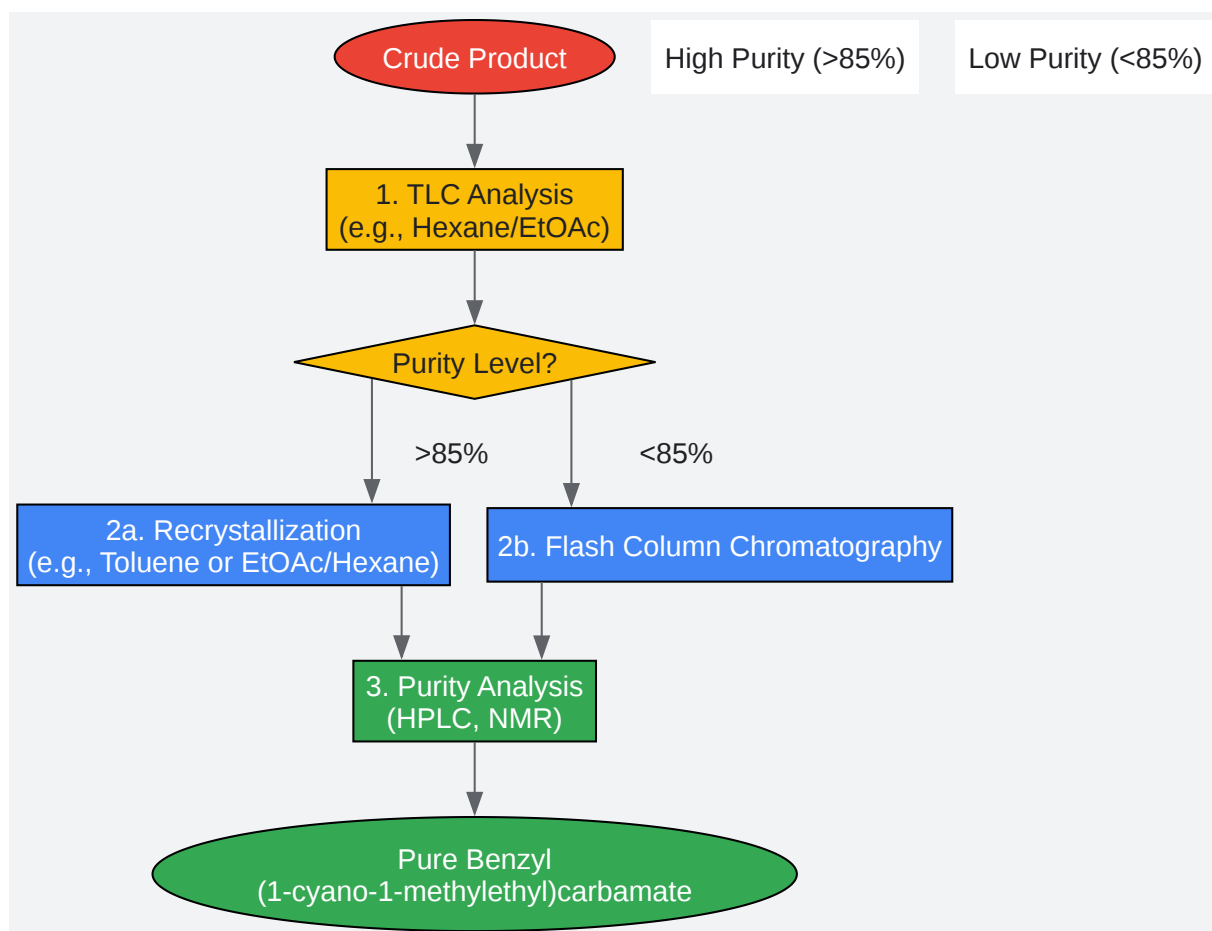 Crude Product
High Purity (>85%)
Low Purity (<85%)
1. TLC Analysis
(e.g., Hexane/EtOAc)
Purity Level?
>85%
<85%
2a. Recrystallization
(e.g., Toluene or EtOAc/Hexane)
2b. Flash Column Chromatography
3. Purity Analysis
(HPLC, NMR)
Pure Benzyl
(1-cyano-1-methylethyl)carbamate